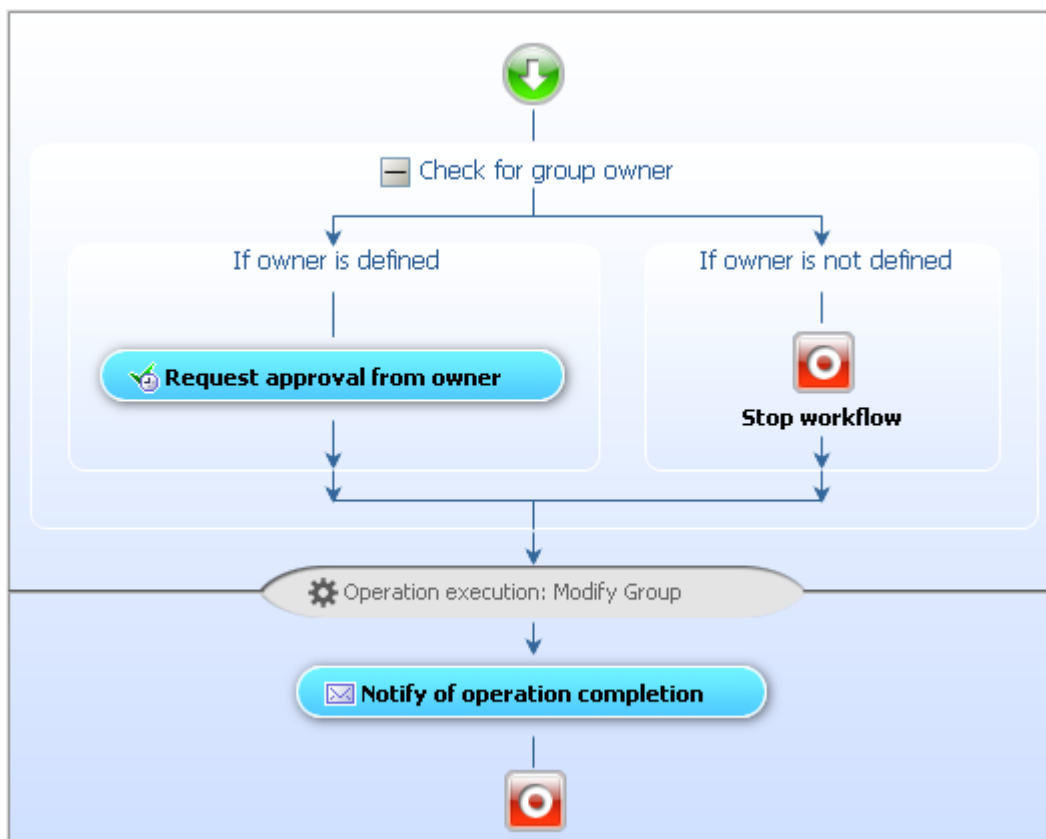 Check for group owner
If owner is defined
If owner is not defined
Request approval from owner
Stop workflow
Operation execution: Modify Group
Notify of operation completion